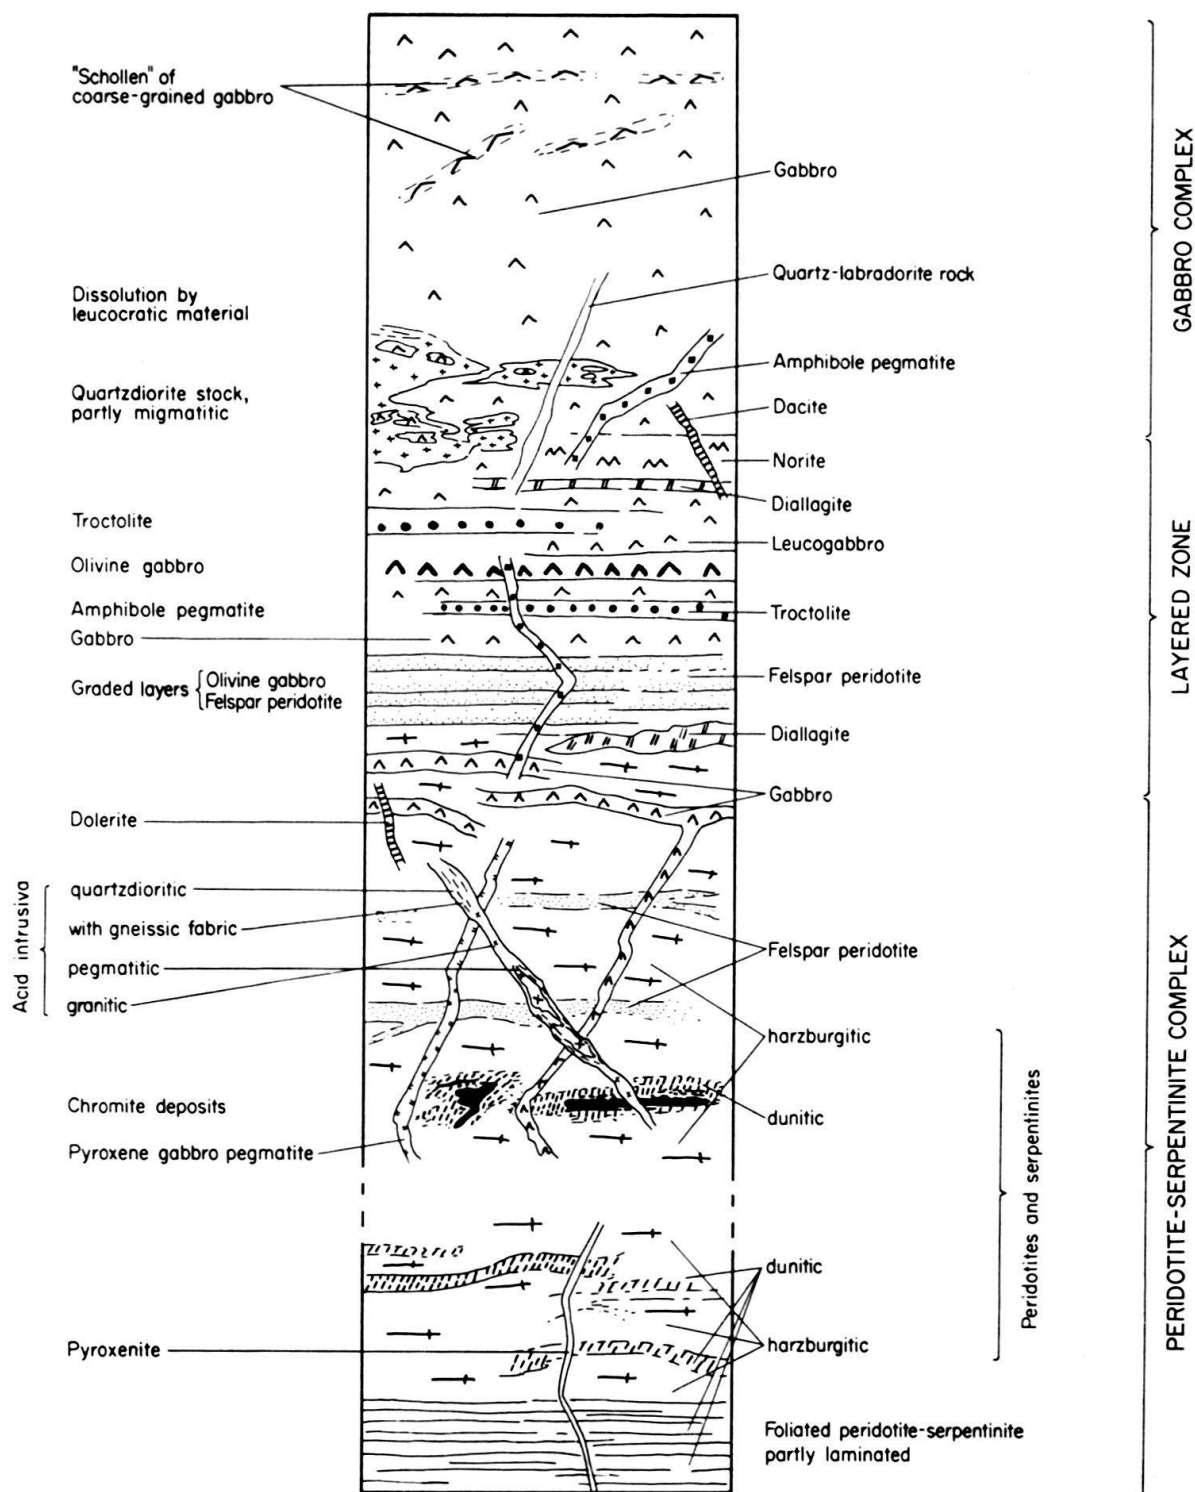 "Schollen" of
coarse-grained gabbro
Gabbro
Quartz-labradorite rock
Dissolution by
leucocratic material
Amphibole pegmatite
Quartzdiorite stock,
partly migmatitic
Dacite
Norite
Diallagite
Troctolite
Leucogabbro
Olivine gabbro
Amphibole pegmatite
Troctolite
Gabbro
Graded layers { Olivine gabbro
Felspar peridotite
Felspar peridotite
Diallagite
Gabbro
Dolerite
Acid intrusiva
quartzdioritic
with gneissic fabric
pegmatitic
granitic
Felspar peridotite
harzburgitic
Chromite deposits
dunitic
Pyroxene gabbro pegmatite
dunitic
Pyroxenite
harzburgitic
Foliated peridotite-serpentinite
partly laminated
Peridotites and serpentinites
GABBRO COMPLEX
LAYERED ZONE
PERIDOTITE-SERPENTINITE COMPLEX